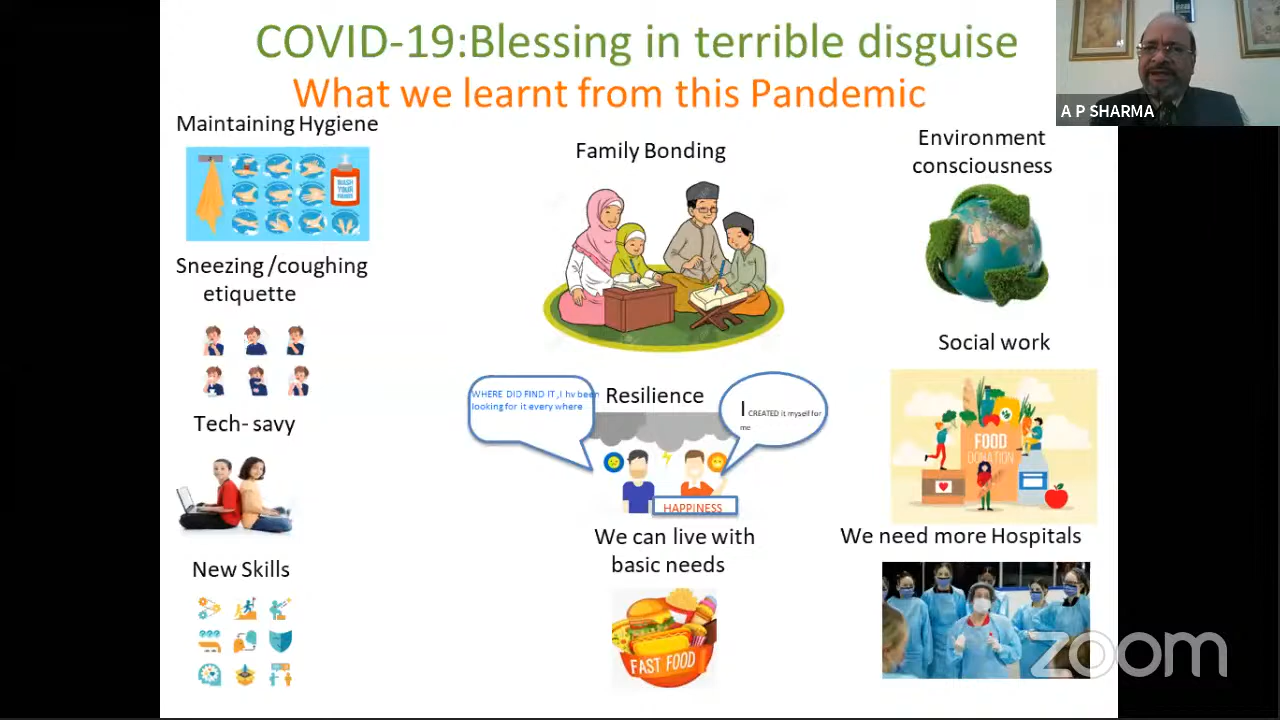 COVID-19:Blessing in terrible disguise
What we learnt from this Pandemic
A P SHARMA
Maintaining Hygiene
WASH
YOUR
HANDS
Sneezing /coughing
etiquette
Tech- savy
New Skills
Family Bonding
WHERE DID FIND IT ,I hv been
looking for it every where
Resilience
I CREATED it myself for
me
HAPPINESS
We can live with
basic needs
FAST FOOD
Environment
consciousness
Social work
FOOD
DONATION
We need more Hospitals
zoom